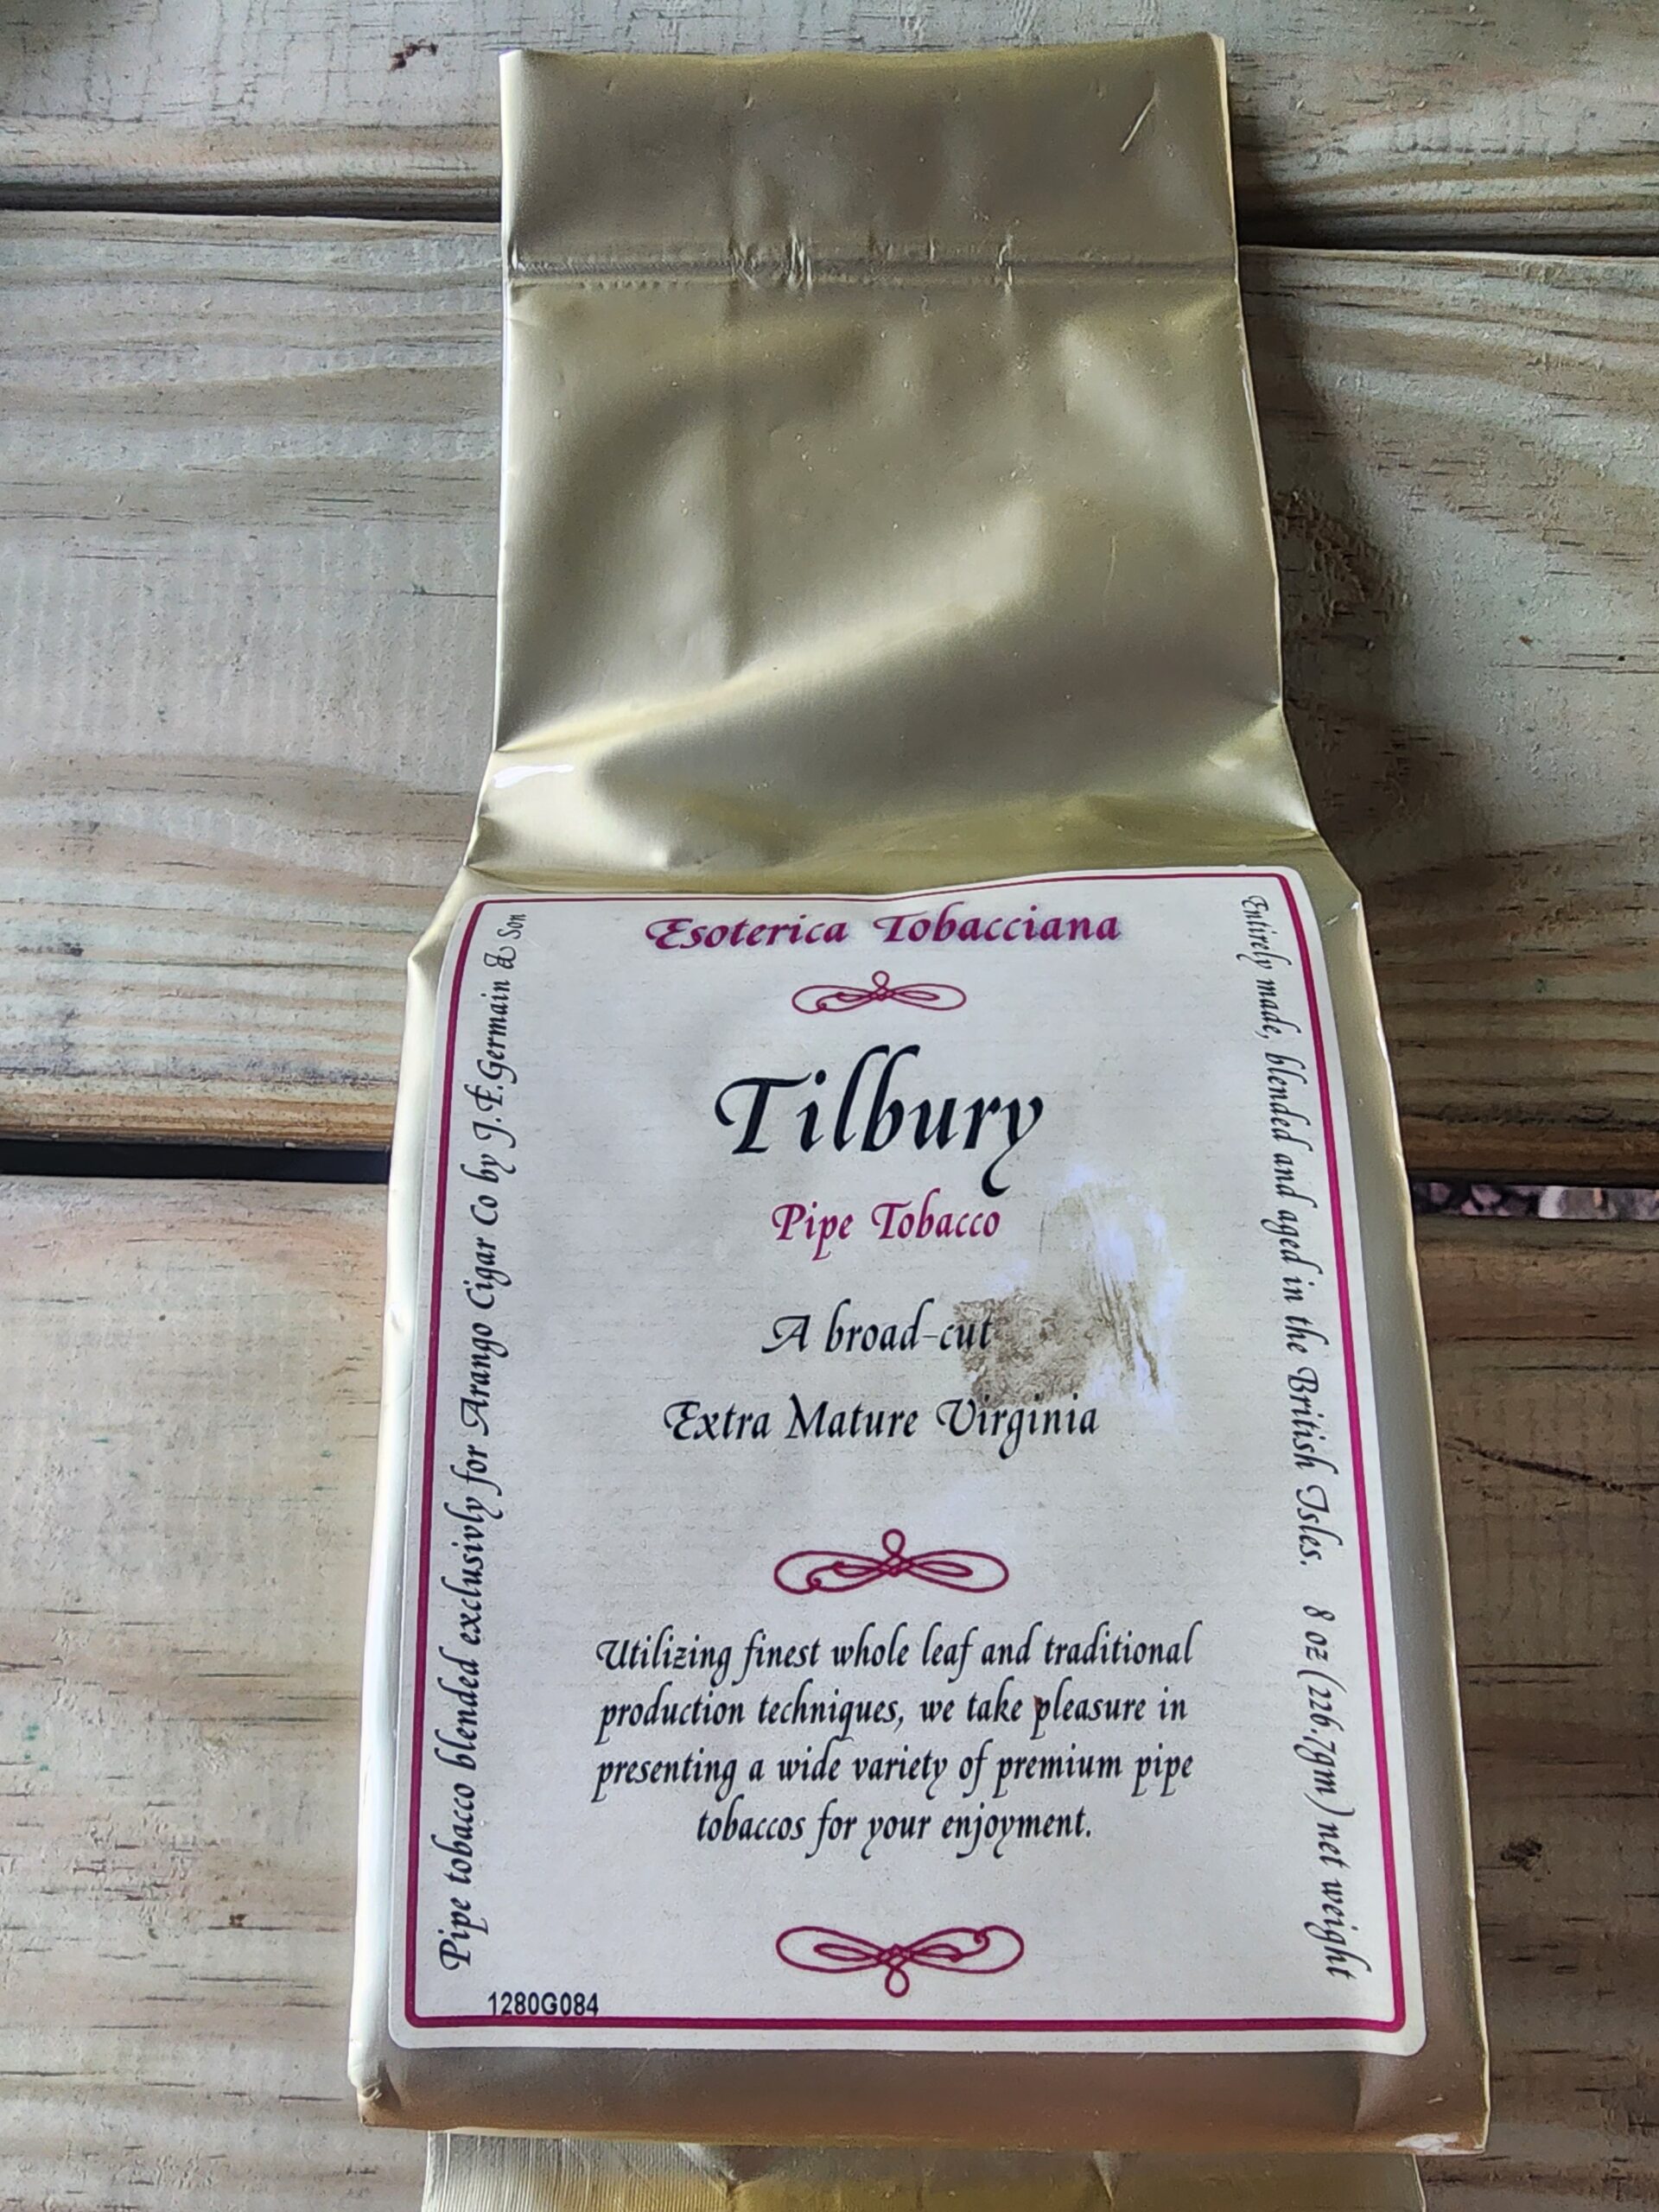 Esoterica Tobacciana
Tilbury
Pipe Tobacco
A broad-cut
Extra Mature Virginia
Utilizing finest whole leaf and traditional
production techniques, we take pleasure in
presenting a wide variety of premium pipe
tobaccos for your enjoyment.
Pipe tobacco blended exclusivly for Arango Cigar Co by J.F.Germain & Son
Entirely made, blended and aged in the British Isles. 8 oz (226.7gm) net weight
1280G084